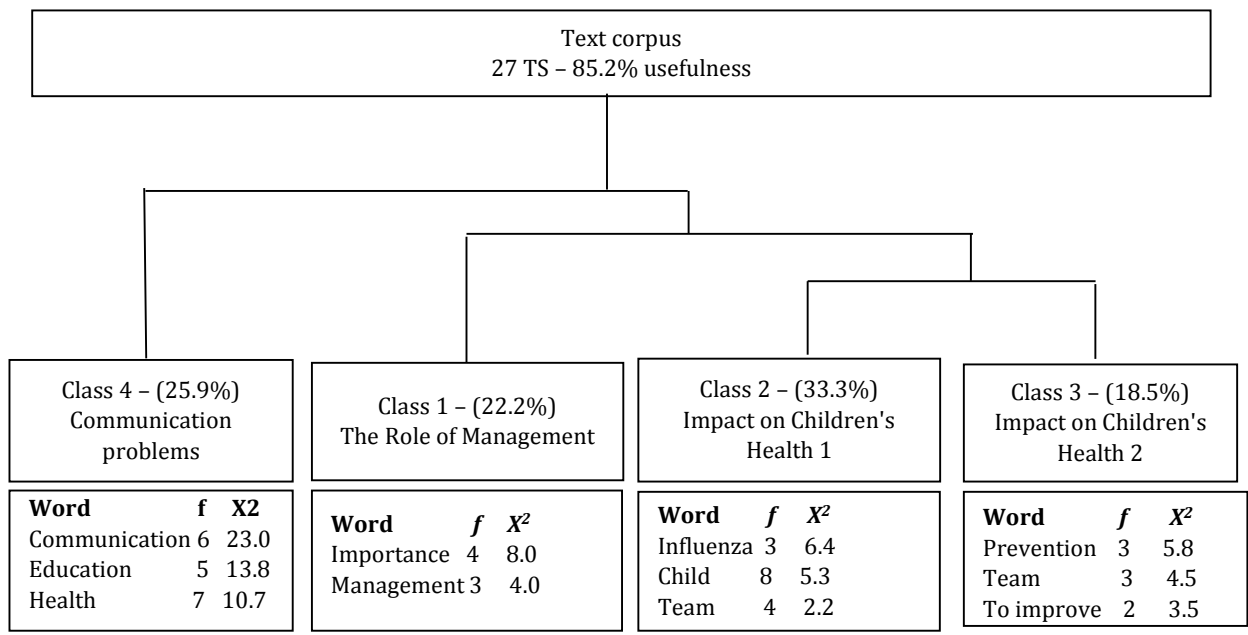 Text corpus
27 TS – 85.2% usefulness
Class 4 – (25.9%)
Communication
problems
Class 1 – (22.2%)
The Role of Management
Class 2 – (33.3%)
Impact on Children's
Health 1
Class 3 – (18.5%)
Impact on Children's
Health 2
Word f X2
Communication 6 23.0
Education 5 13.8
Health 7 10.7
Word f X²
Importance 4 8.0
Management 3 4.0
Word f X²
Influenza 3 6.4
Child 8 5.3
Team 4 2.2
Word f X²
Prevention 3 5.8
Team 3 4.5
To improve 2 3.5